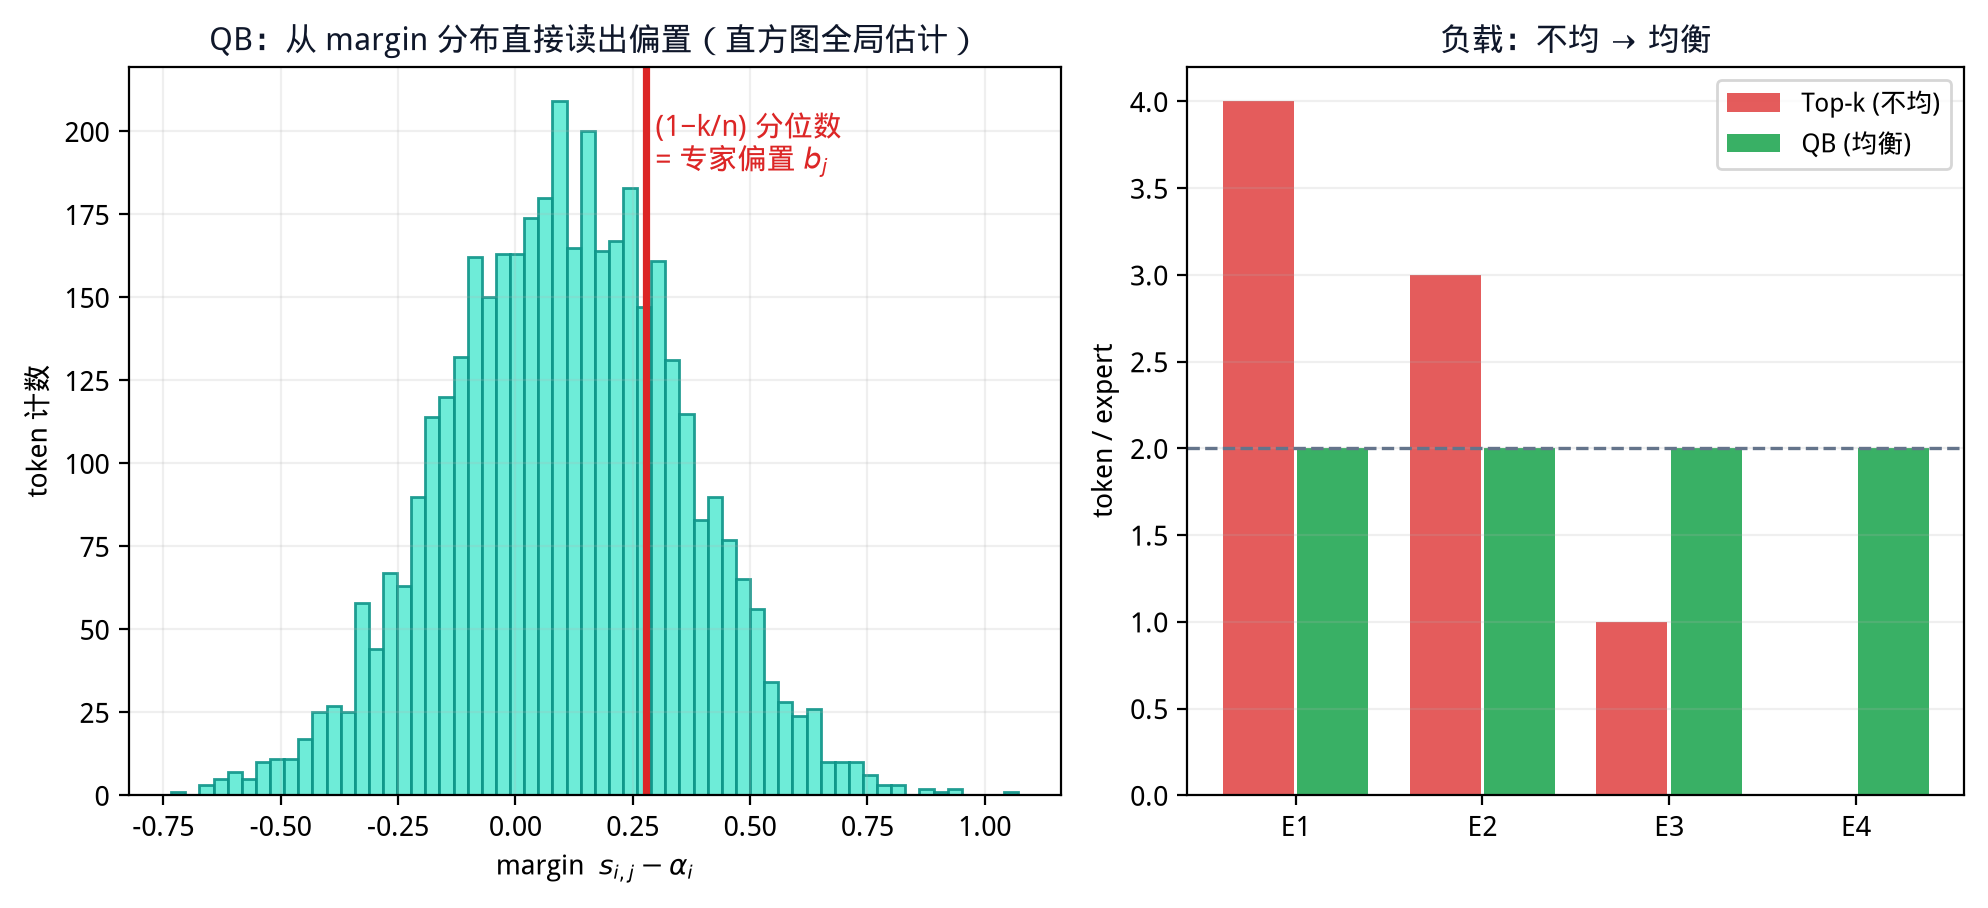 QB：从 margin 分布直接读出偏置（直方图全局估计）
(1−k/n) 分位数
= 专家偏置 b_j
token 计数
200
175
150
125
100
75
50
25
0
-0.75 -0.50 -0.25 0.00 0.25 0.50 0.75 1.00
margin s_{i,j} − α_i
负载：不均 → 均衡
Top-k (不均)
QB (均衡)
token / expert
4.0
3.5
3.0
2.5
2.0
1.5
1.0
0.5
0.0
E1 E2 E3 E4